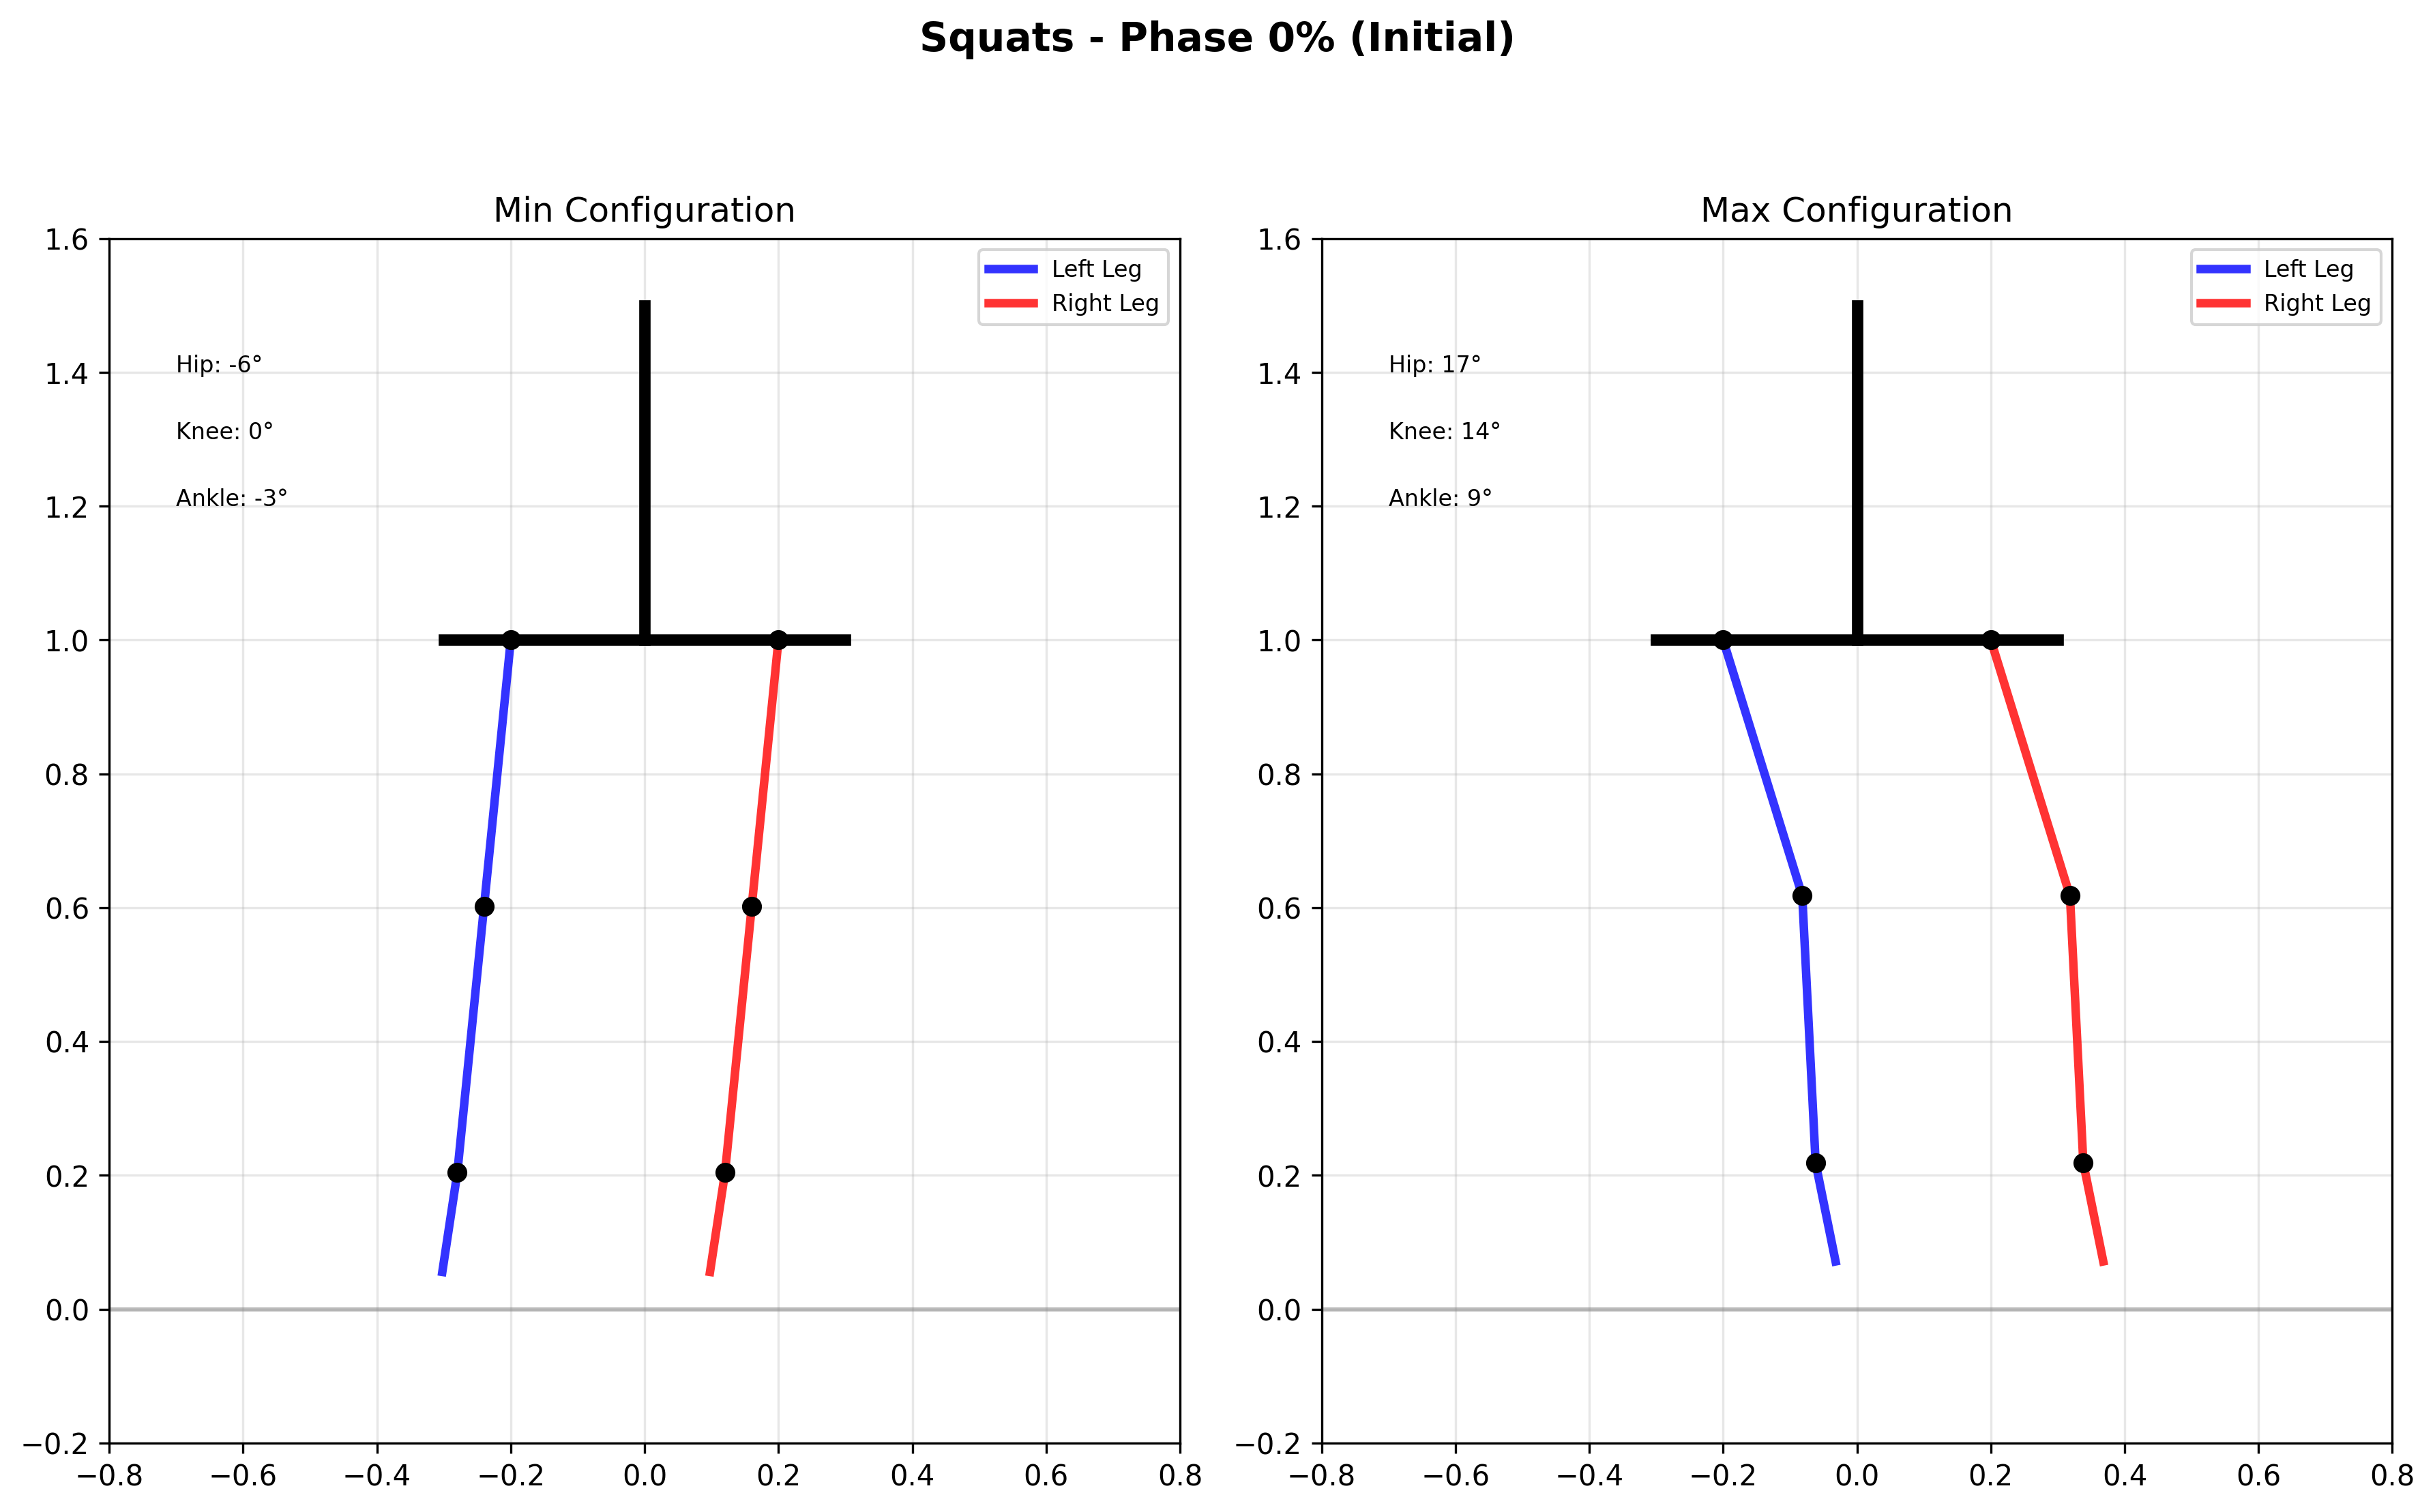 Squats - Phase 0% (Initial)
Min Configuration
1.6
1.4
1.2
1.0
0.8
0.6
0.4
0.2
0.0
−0.2
−0.8
−0.6
−0.4
−0.2
0.0
0.2
0.4
0.6
0.8
Left Leg
Right Leg
Hip: -6°
Knee: 0°
Ankle: -3°
Max Configuration
1.6
1.4
1.2
1.0
0.8
0.6
0.4
0.2
0.0
−0.2
−0.8
−0.6
−0.4
−0.2
0.0
0.2
0.4
0.6
0.8
Left Leg
Right Leg
Hip: 17°
Knee: 14°
Ankle: 9°